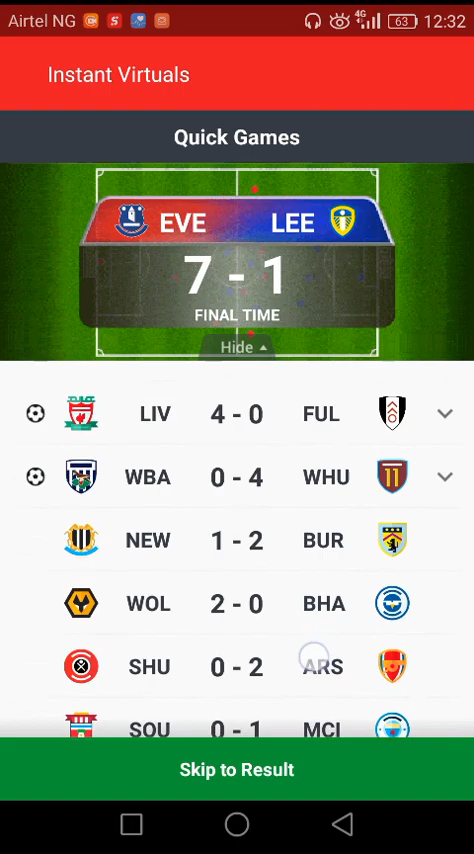 Airtel NG 4G 63 12:32
Instant Virtuals
Quick Games
EVE LEE
7 - 1
FINAL TIME
Hide
LIV 4 - 0 FUL
WBA 0 - 4 WHU
NEW 1 - 2 BUR
WOL 2 - 0 BHA
SHU 0 - 2 ARS
SOU 0 - 1 MCI
Skip to Result